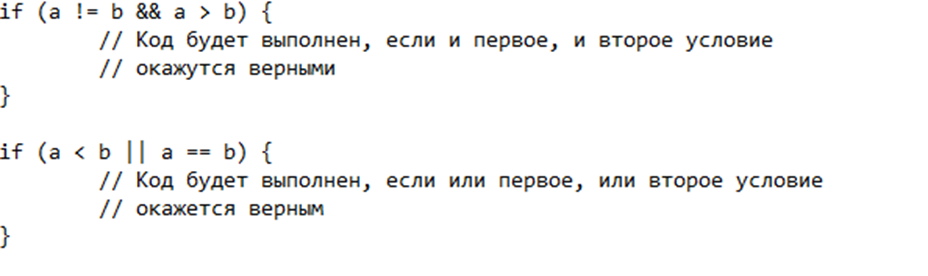 if (a != b && a > b) {
        // Код будет выполнен, если и первое, и второе условие
        // окажутся верными
}

if (a < b || a == b) {
        // Код будет выполнен, если или первое, или второе условие
        // окажется верным
}